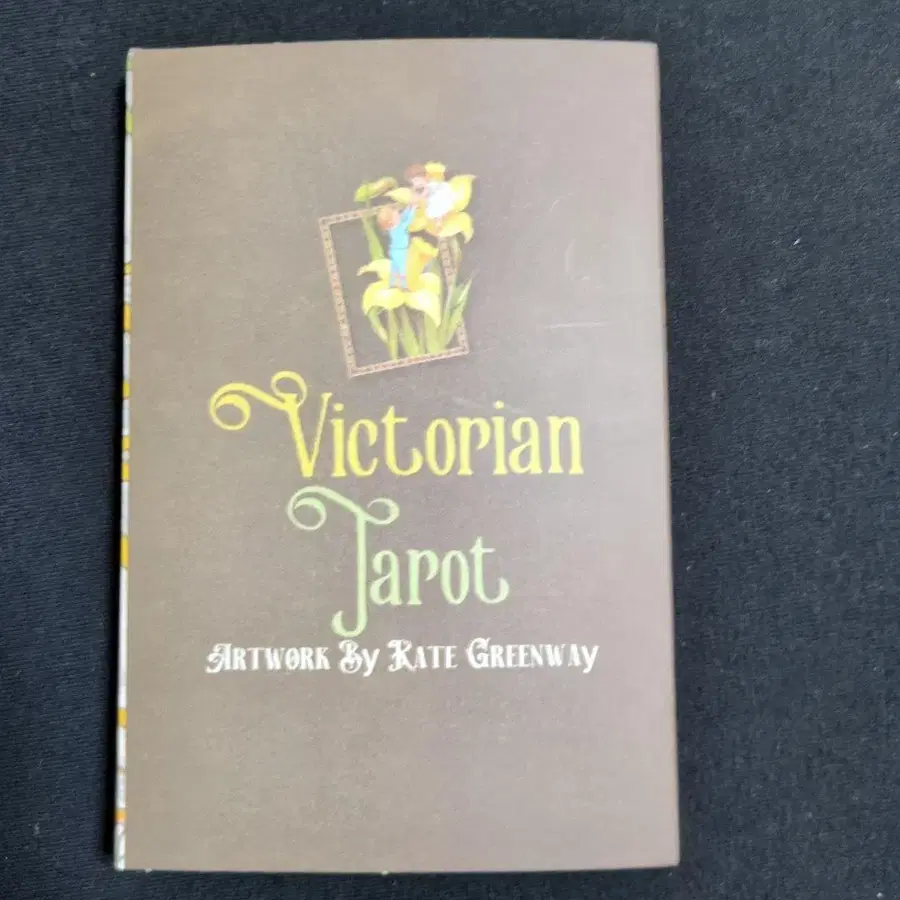 Victorian
Tarot
Artwork By Kate Greenway